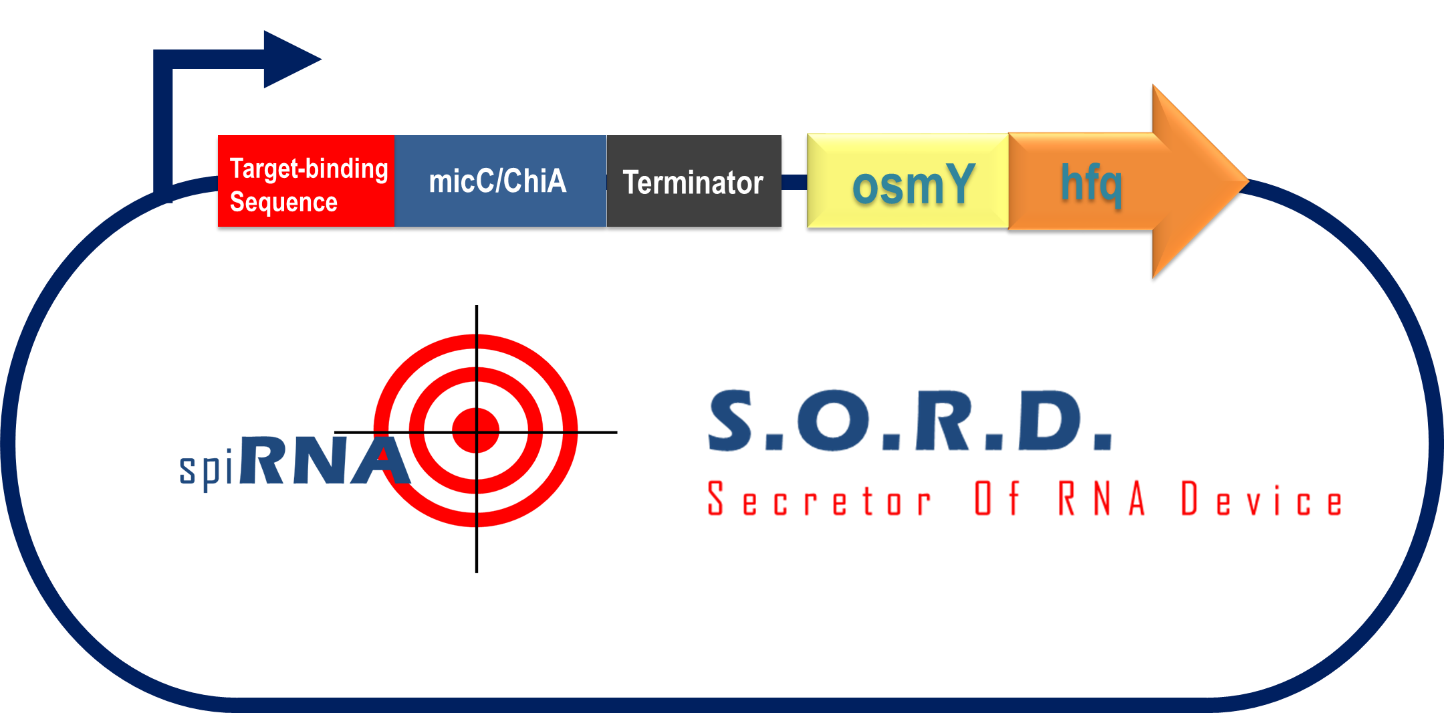 Target-binding
Sequence
micC/ChiA
Terminator
osmY
hfq
spiRNA
S.O.R.D.
Secretor Of RNA Device